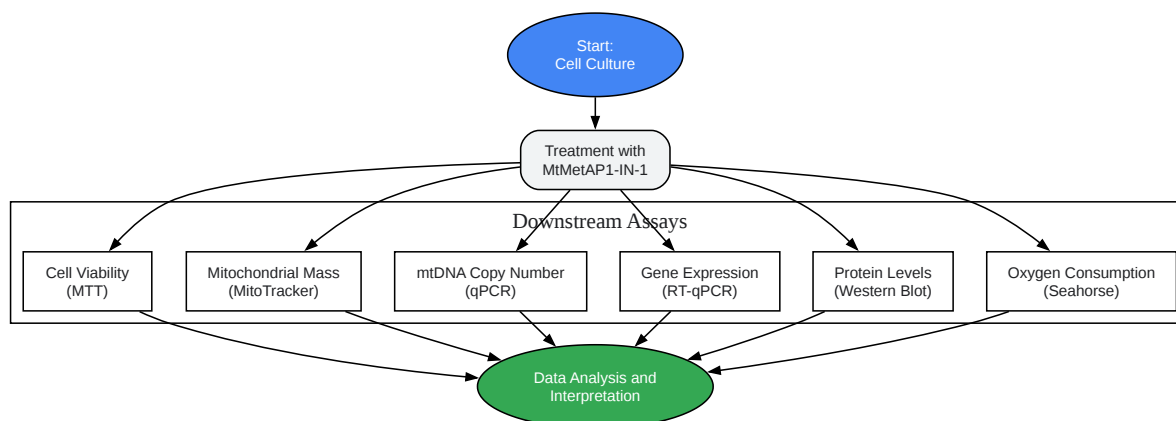 Start:
Cell Culture
Treatment with
MtMetAP1-IN-1
Downstream Assays
Cell Viability
(MTT)
Mitochondrial Mass
(MitoTracker)
mtDNA Copy Number
(qPCR)
Gene Expression
(RT-qPCR)
Protein Levels
(Western Blot)
Oxygen Consumption
(Seahorse)
Data Analysis and
Interpretation